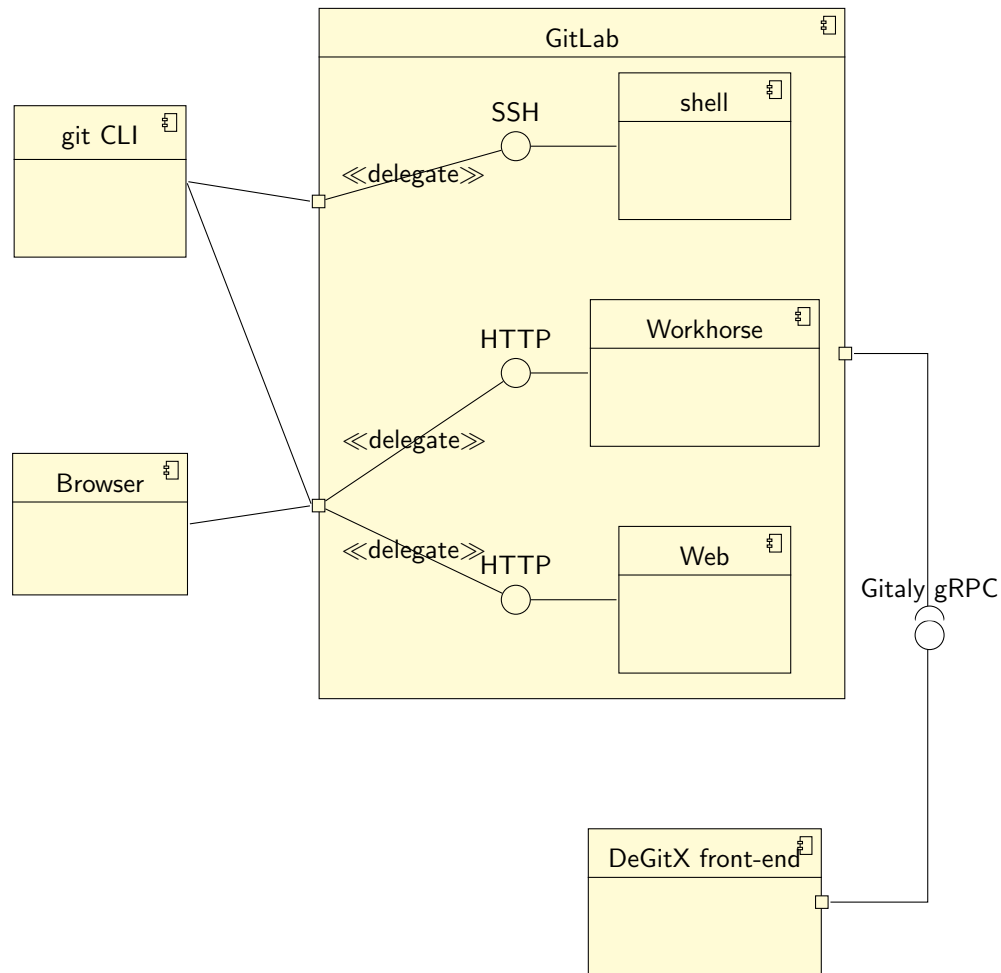 GitLab
shell
SSH
git CLI
≪delegate≫
Workhorse
HTTP
≪delegate≫
Browser
≪delegate≫
HTTP
Web
Gitaly gRPC
DeGitX front-end